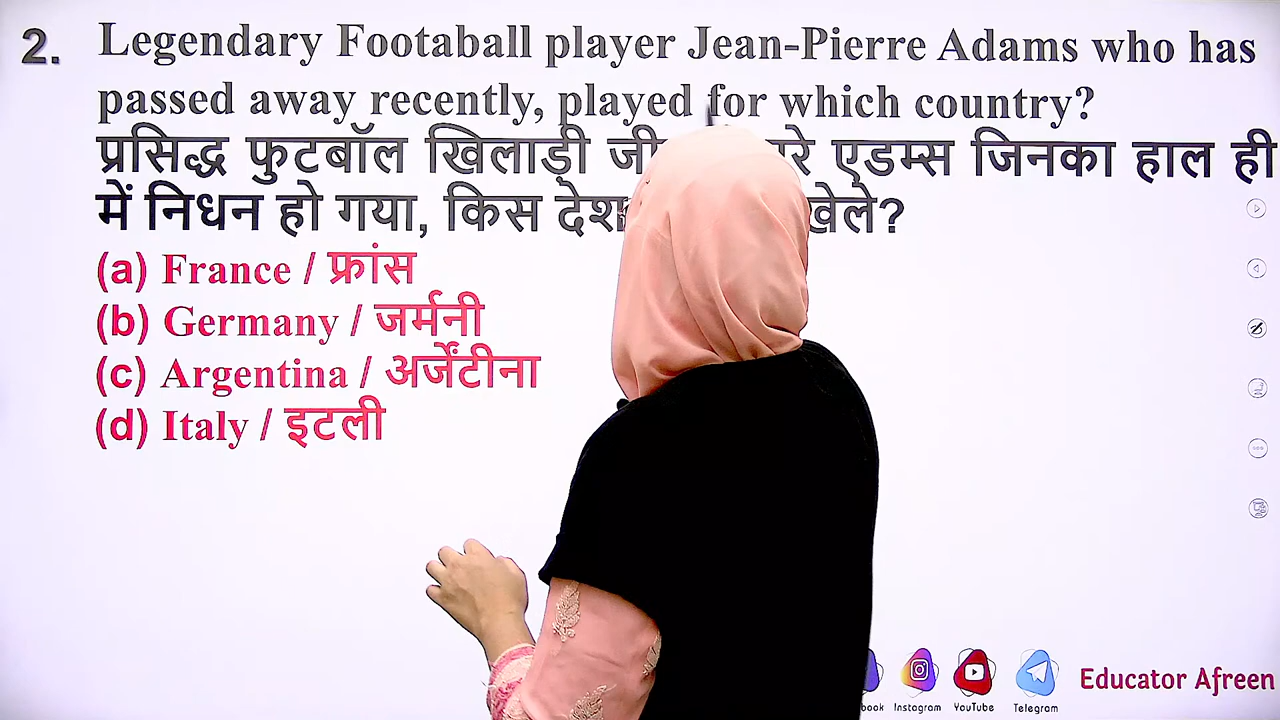 2. Legendary Footaball player Jean-Pierre Adams who has
passed away recently, played for which country?
प्रसिद्ध फुटबॉल खिलाड़ी एडम्स जिनका हाल ही
में निधन हो गया, किस खेले?
(a) France / फ्रांस
(b) Germany / जर्मनी
(c) Argentina / अर्जेंटीना
(d) Italy / इटली
Instagram YouTube Telegram
Educator Afreen